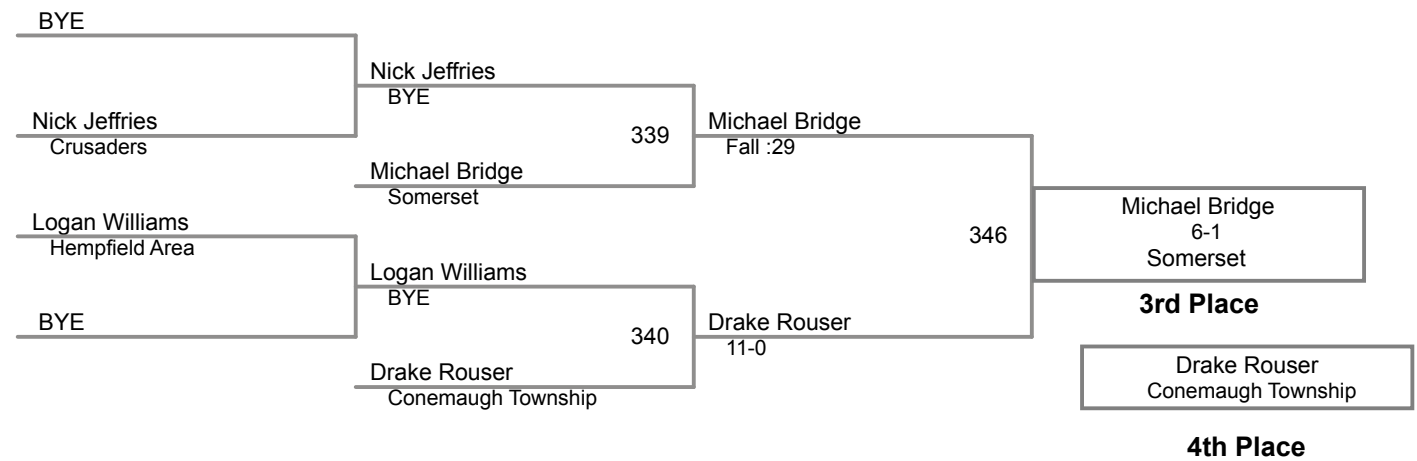 BYE
Nick Jeffries
BYE
Nick Jeffries
Crusaders
339
Michael Bridge
Fall :29
Michael Bridge
Somerset
Logan Williams
Hempfield Area
346
Michael Bridge
6-1
Somerset
3rd Place
Logan Williams
BYE
BYE
340
Drake Rouser
11-0
Drake Rouser
Conemaugh Township
Drake Rouser
Conemaugh Township
4th Place